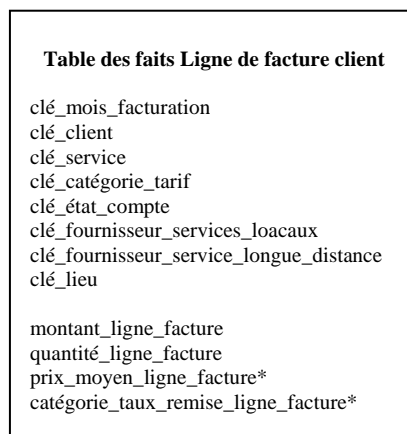 Table des faits Ligne de facture client
clé_mois_facturation
clé_client
clé_service
clé_catégorie_tarif
clé_état_compte
clé_fournisseur_services_loacaux
clé_fournisseur_service_longue_distance
clé_lieu
montant_ligne_facture
quantité_ligne_facture
prix_moyen_ligne_facture*
catégorie_taux_remise_ligne_facture*